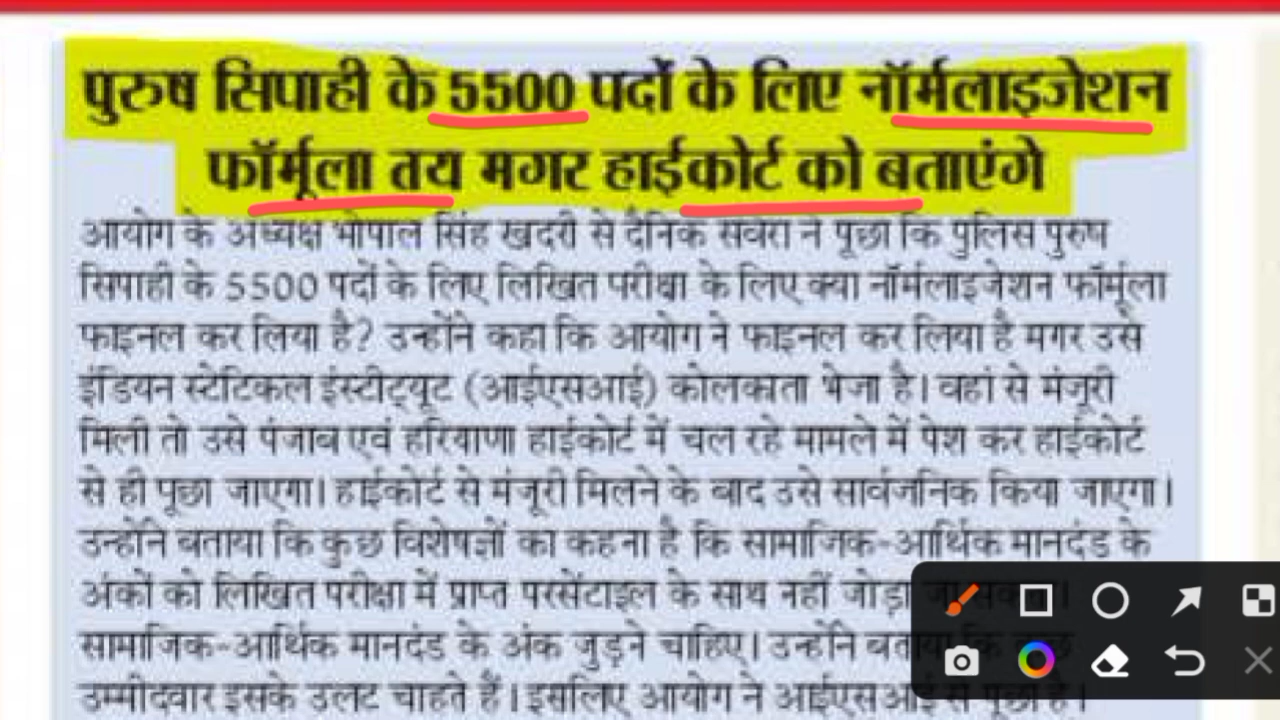 पुरुष सिपाही के 5500 पदों के लिए नॉर्मलाइजेशन
फॉर्मूला तय मगर हाईकोर्ट को बताएंगे
आयोग के अध्यक्ष भोपाल सिंह खदरी से दैनिक सवेरा ने पूछा कि पुलिस पुरुष
सिपाही के 5500 पदों के लिए लिखित परीक्षा के लिए क्या नॉर्मलाइजेशन फॉर्मूला
फाइनल कर लिया है? उन्होंने कहा कि आयोग ने फाइनल कर लिया है मगर उसे
इंडियन स्टेटिकल इंस्टीट्यूट (आईएसआई) कोलकाता भेजा है। वहां से मंजूरी
मिली तो उसे पंजाब एवं हरियाणा हाईकोर्ट में चल रहे मामले में पेश कर हाईकोर्ट
से ही पूछा जाएगा। हाईकोर्ट से मंजूरी मिलने के बाद उसे सार्वजनिक किया जाएगा।
उन्होंने बताया कि कुछ विशेषज्ञों का कहना है कि सामाजिक-आर्थिक मानदंड के
अंकों को लिखित परीक्षा में प्राप्त परसेंटाइल के साथ नहीं जोड़ा जा सकता।
सामाजिक-आर्थिक मानदंड के अंक जुड़ने चाहिए। उन्होंने बताया कि कुछ
उम्मीदवार इसके उलट चाहते हैं। इसलिए आयोग ने आईएसआई से पूछा है।